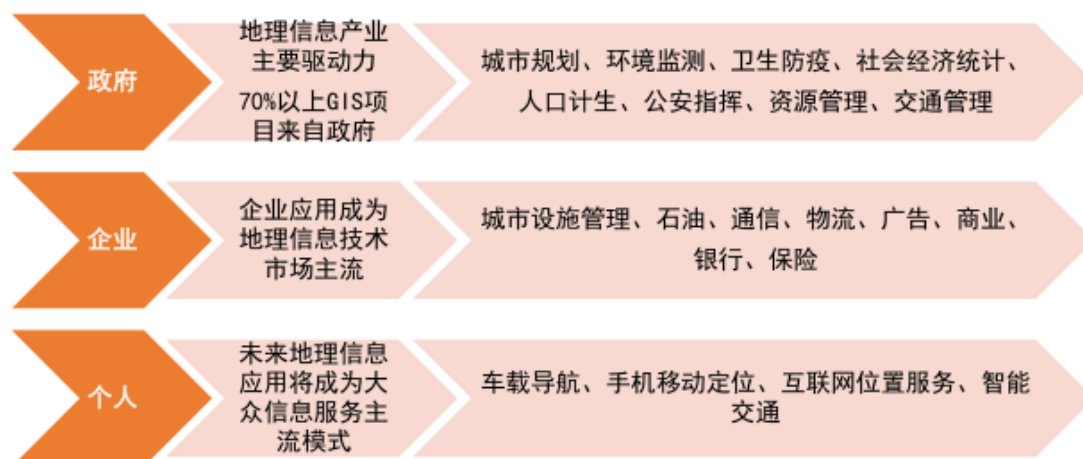 政府
地理信息产业
主要驱动力
70%以上GIS项
目来自政府
城市规划、环境监测、卫生防疫、社会经济统计、
人口计生、公安指挥、资源管理、交通管理
企业
企业应用成为
地理信息技术
市场主流
城市设施管理、石油、通信、物流、广告、商业、
银行、保险
个人
未来地理信息
应用将成为大
众信息服务主
流模式
车载导航、手机移动定位、互联网位置服务、智能
交通